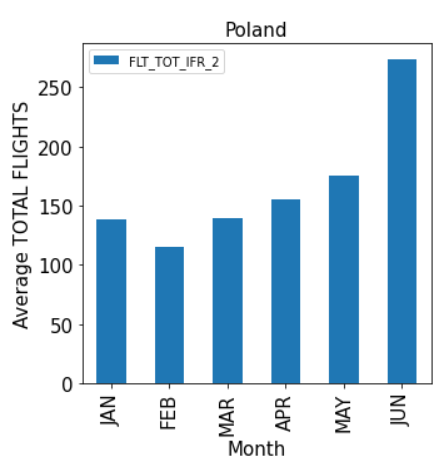 Poland
FLT_TOT_IFR_2
Average TOTAL FLIGHTS
250
200
150
100
50
0
JAN
FEB
MAR
APR
MAY
JUN
Month